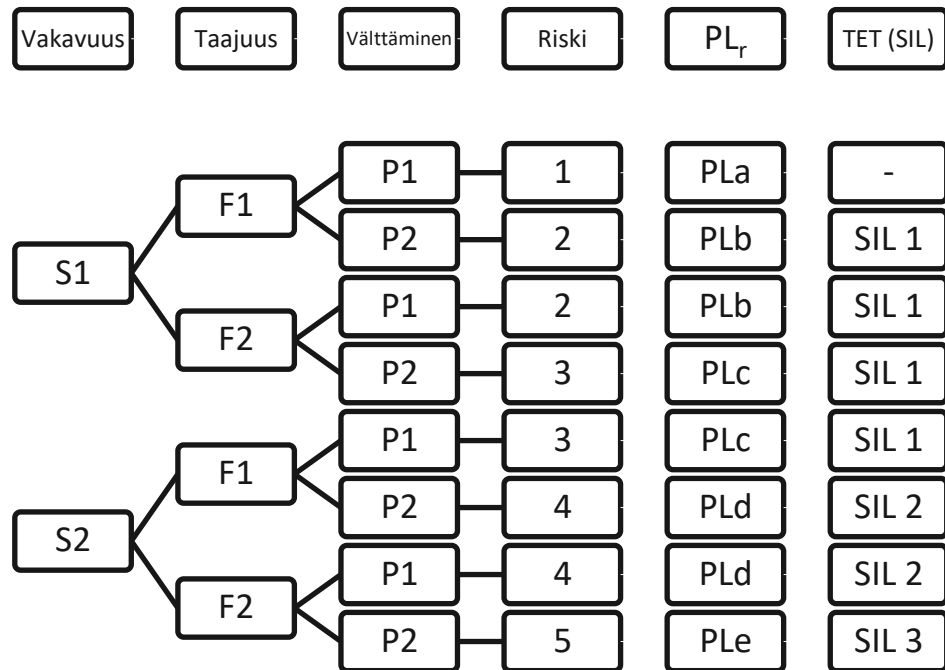 Vakavuus Taajuus Välttäminen Riski PLr TET (SIL)
P1 1 PLa -
F1
P2 2 PLb SIL 1
S1
P1 2 PLb SIL 1
F2
P2 3 PLc SIL 1
P1 3 PLc SIL 1
F1
P2 4 PLd SIL 2
S2
P1 4 PLd SIL 2
F2
P2 5 PLe SIL 3